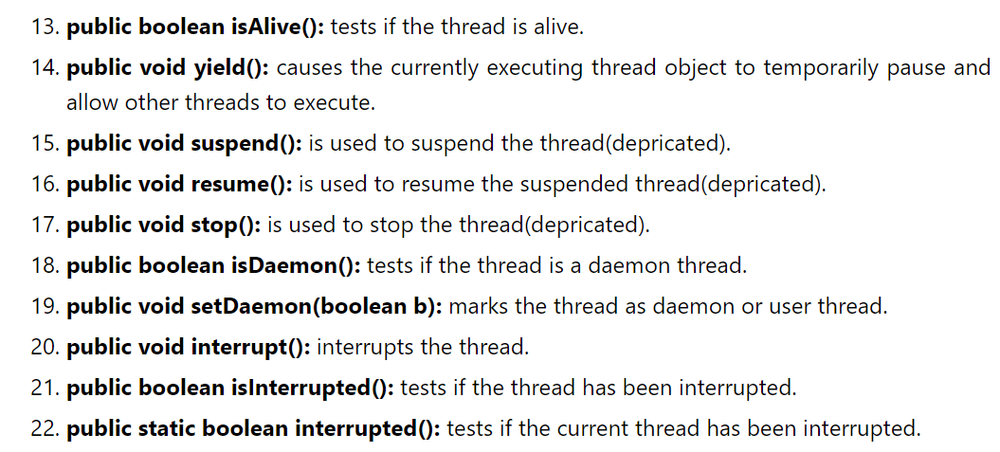 13. public boolean isAlive(): tests if the thread is alive.
14. public void yield(): causes the currently executing thread object to temporarily pause and
allow other threads to execute.
15. public void suspend(): is used to suspend the thread(depricated).
16. public void resume(): is used to resume the suspended thread(depricated).
17. public void stop(): is used to stop the thread(depricated).
18. public boolean isDaemon(): tests if the thread is a daemon thread.
19. public void setDaemon(boolean b): marks the thread as daemon or user thread.
20. public void interrupt(): interrupts the thread.
21. public boolean isInterrupted(): tests if the thread has been interrupted.
22. public static boolean interrupted(): tests if the current thread has been interrupted.